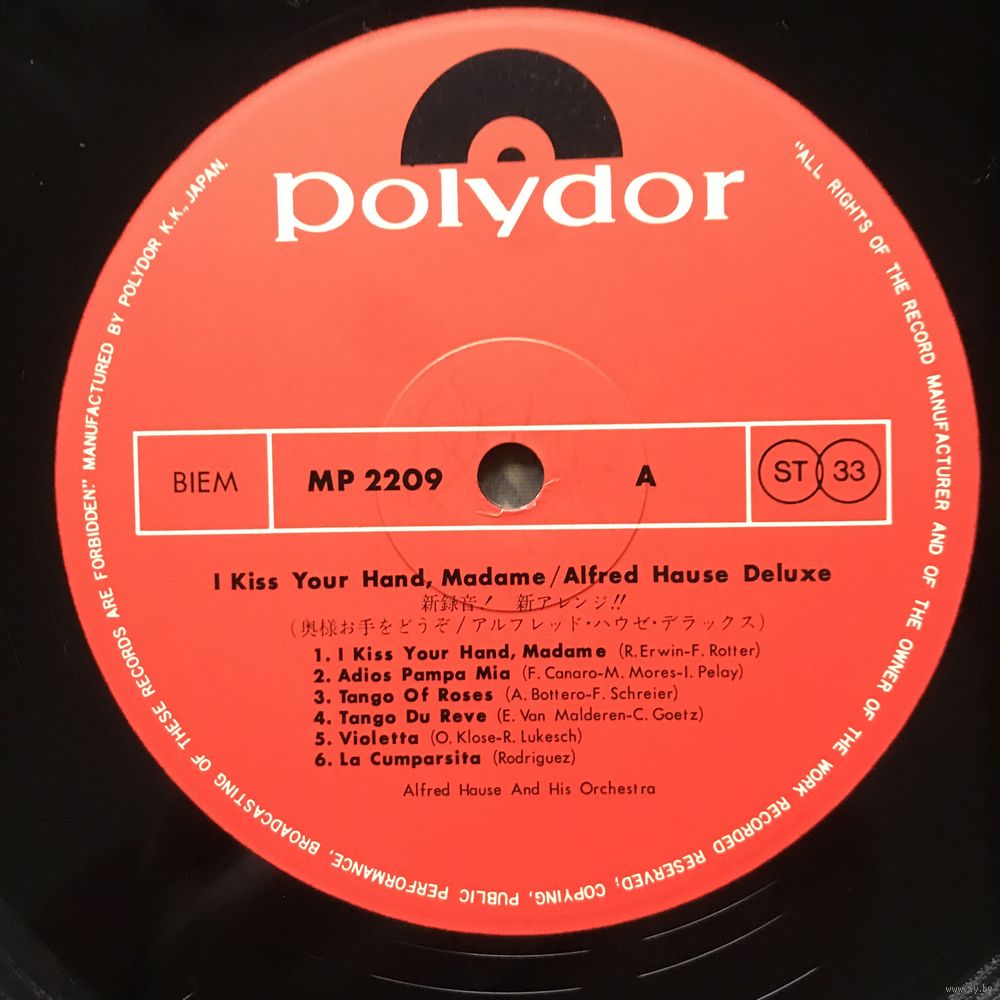 polydor
"ALL RIGHTS OF THE RECORD MANUFACTURER AND OF THE OWNER OF THE WORK RECORDED RESERVED; COPYING, PUBLIC PERFORMANCE, BROADCASTING OF THESE RECORDS ARE FORBIDDEN." MANUFACTURED BY POLYDOR K.K., JAPAN.
BIEM MP 2209 A ST 33
I Kiss Your Hand, Madame/Alfred Hause Deluxe
新録音! 新アレンジ!!
(奥様お手をどうぞ/アルフレッド・ハウゼ・デラックス)
1. I Kiss Your Hand, Madame (R. Erwin-F. Rotter)
2. Adios Pampa Mia (F. Canaro-M. Mores-I. Pelay)
3. Tango Of Roses (A. Bottero-F. Schreier)
4. Tango Du Reve (E. Van Malderen-C. Goetz)
5. Violetta (O. Klose-R. Lukesch)
6. La Cumparsita (Rodriguez)
Alfred Hause And His Orchestra
www.ay.by